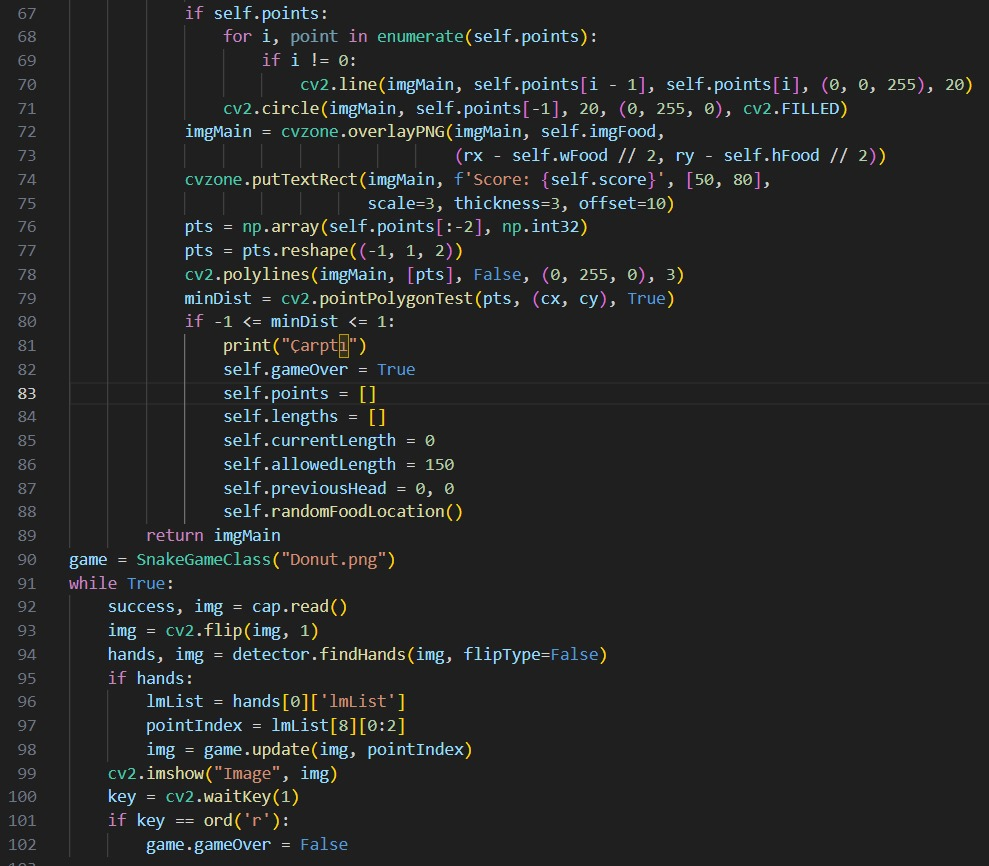 67 if self.points:
68 for i, point in enumerate(self.points):
69 if i != 0:
70 cv2.line(imgMain, self.points[i - 1], self.points[i], (0, 0, 255), 20)
71 cv2.circle(imgMain, self.points[-1], 20, (0, 255, 0), cv2.FILLED)
72 imgMain = cvzone.overlayPNG(imgMain, self.imgFood,
73 (rx - self.wFood // 2, ry - self.hFood // 2))
74 cvzone.putTextRect(imgMain, f'Score: {self.score}', [50, 80],
75 scale=3, thickness=3, offset=10)
76 pts = np.array(self.points[:-2], np.int32)
77 pts = pts.reshape((-1, 1, 2))
78 cv2.polylines(imgMain, [pts], False, (0, 255, 0), 3)
79 minDist = cv2.pointPolygonTest(pts, (cx, cy), True)
80 if -1 <= minDist <= 1:
81 print("Çarptı")
82 self.gameOver = True
83 self.points = []
84 self.lengths = []
85 self.currentLength = 0
86 self.allowedLength = 150
87 self.previousHead = 0, 0
88 self.randomFoodLocation()
89 return imgMain
90 game = SnakeGameClass("Donut.png")
91 while True:
92 success, img = cap.read()
93 img = cv2.flip(img, 1)
94 hands, img = detector.findHands(img, flipType=False)
95 if hands:
96 lmList = hands[0]['lmList']
97 pointIndex = lmList[8][0:2]
98 img = game.update(img, pointIndex)
99 cv2.imshow("Image", img)
100 key = cv2.waitKey(1)
101 if key == ord('r'):
102 game.gameOver = False